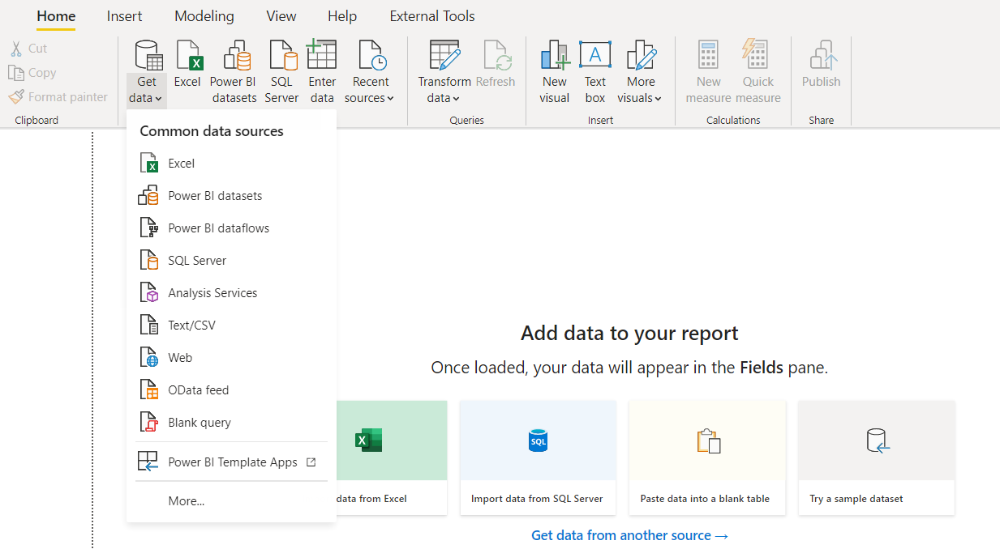 Home Insert Modeling View Help External Tools
Cut
Copy
Format painter
Clipboard
Get data
Excel
Power BI datasets
SQL Server
Enter data
Recent sources
Transform data
Refresh
Queries
New visual
Text box
More visuals
Insert
New measure
Quick measure
Calculations
Publish
Share
Common data sources
Excel
Power BI datasets
Power BI dataflows
SQL Server
Analysis Services
Text/CSV
Web
OData feed
Blank query
Power BI Template Apps
More...
Add data to your report
Once loaded, your data will appear in the Fields pane.
data from Excel
SQL
Import data from SQL Server
Paste data into a blank table
Try a sample dataset
Get data from another source →